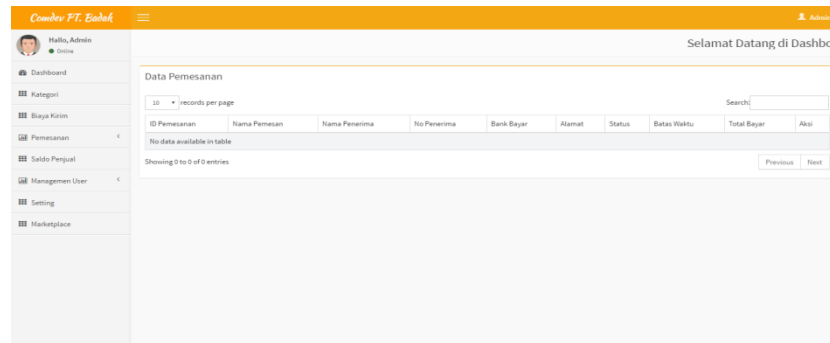 Comdev PT. Badak
Admin
Hallo, Admin
Online
Selamat Datang di Dashbo
Dashboard
Kategori
Biaya Kirim
Pemesanan
Saldo Penjual
Managemen User
Setting
Marketplace
Data Pemesanan
10 records per page
Search:
ID Pemesanan Nama Pemesan Nama Penerima No Penerima Bank Bayar Alamat Status Batas Waktu Total Bayar Aksi
No data available in table
Showing 0 to 0 of 0 entries
Previous Next